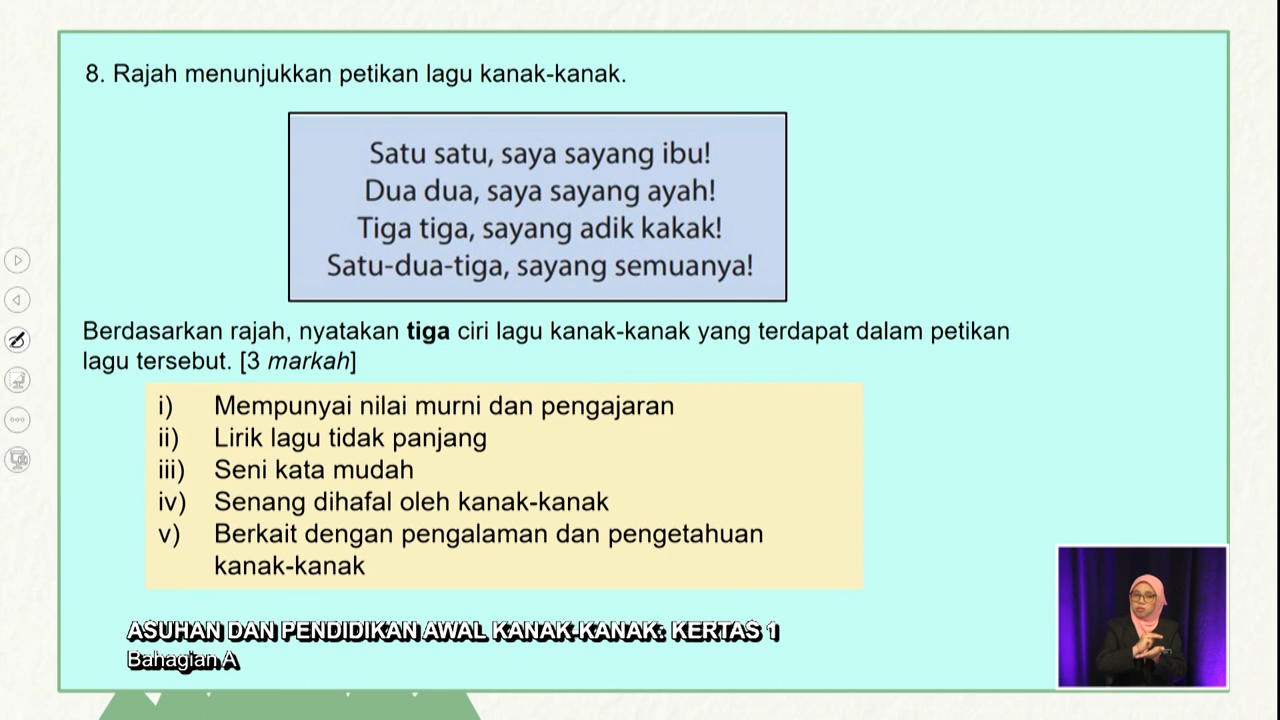 8. Rajah menunjukkan petikan lagu kanak-kanak.
Satu satu, saya sayang ibu!
Dua dua, saya sayang ayah!
Tiga tiga, sayang adik kakak!
Satu-dua-tiga, sayang semuanya!
Berdasarkan rajah, nyatakan tiga ciri lagu kanak-kanak yang terdapat dalam petikan
lagu tersebut. [3 markah]
i) Mempunyai nilai murni dan pengajaran
ii) Lirik lagu tidak panjang
iii) Seni kata mudah
iv) Senang dihafal oleh kanak-kanak
v) Berkait dengan pengalaman dan pengetahuan
kanak-kanak
ASUHAN DAN PENDIDIKAN AWAL KANAK-KANAK: KERTAS 1
Bahagian A